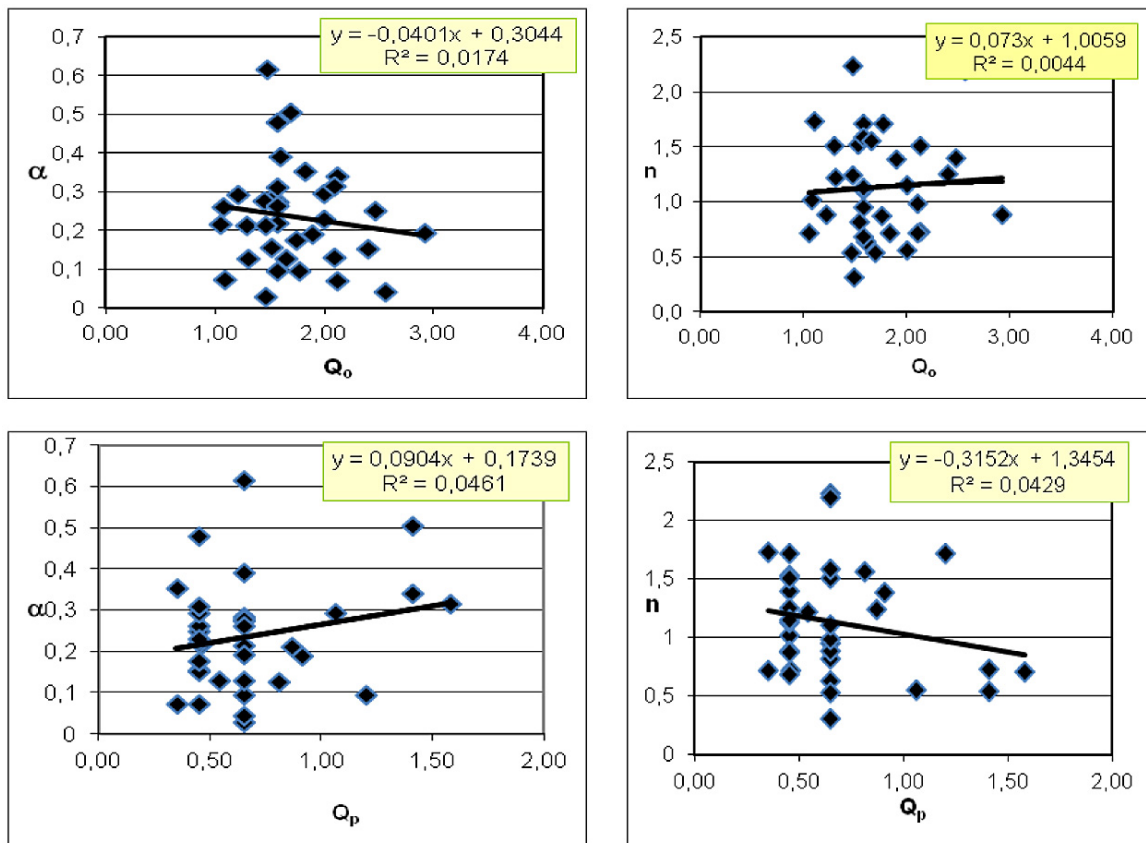 y = -0,0401x + 0,3044
R² = 0,0174
0,7
0,6
0,5
0,4
α
0,3
0,2
0,1
0
0,00 1,00 2,00 3,00 4,00
Qo
y = 0,073x + 1,0059
R² = 0,0044
2,5
2,0
1,5
n
1,0
0,5
0,0
0,00 1,00 2,00 3,00 4,00
Qo
y = 0,0904x + 0,1739
R² = 0,0461
0,7
0,6
0,5
0,4
α
0,3
0,2
0,1
0
0,00 0,50 1,00 1,50 2,00
Qp
y = -0,3152x + 1,3454
R² = 0,0429
2,5
2
1,5
n
1
0,5
0
0,00 0,50 1,00 1,50 2,00
Qp